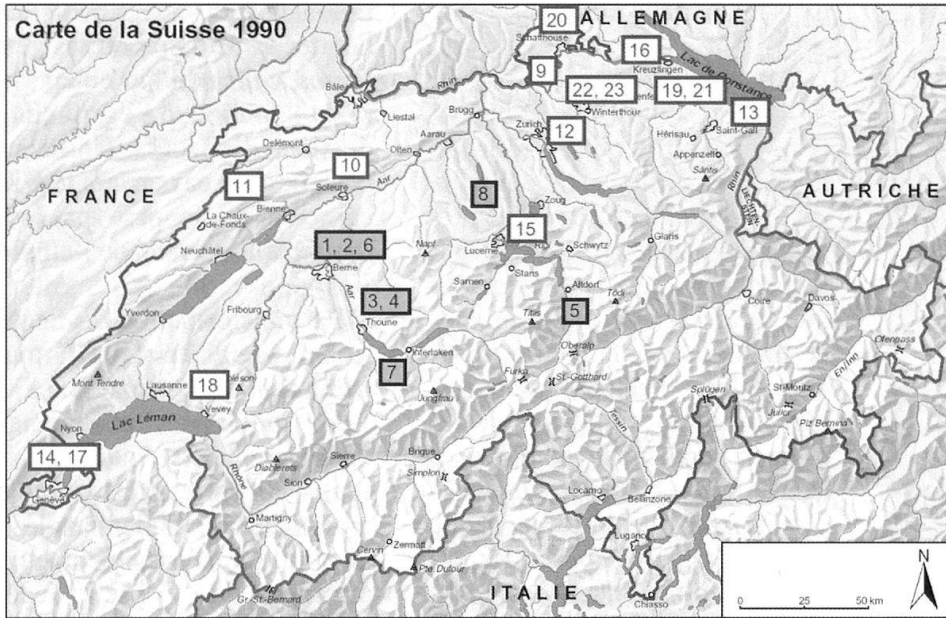 Carte de la Suisse 1990
20
ALLEMAGNE
Schaffhouse
16
Kreuzlingen
Lac de Constance
9
Bâle
Rhin
22, 23
19, 21
13
Liestal
Brugg
Winterthour
Zurich
12
Hérisau
Saint-Gall
Delémont
Aarau
Olten
Appenzell
10
Aar
Säntis
FRANCE
11
Soleure
8
Zoug
Rhin
LIECHTEN-
STEIN
AUTRICHE
Bienne
La Chaux-
de-Fonds
15
Neuchâtel
1, 2, 6
Napf
Lucerne
Schwytz
Glaris
Berne
Stans
Aar
Sarnen
Altdorf
Fribourg
3, 4
5
Tödi
Coire
Davos
Yverdon
Thoune
Titlis
Interlaken
Oberalp
Ofenpass
Mont Tendre
7
En/Inn
Lausanne
18
Furka
St.-Gotthard
Jungfrau
Splügen
St-Moritz
Lac Léman
Vevey
Tessin
Julier
Nyon
Piz Bernina
14, 17
Diablerets
Sierre
Brigue
Rhône
Simplon
Genève
Sion
Locarno
Bellinzone
Martigny
Zermatt
Lugano
Cervin
Pte. Dufour
Gr.-St.-Bernard
ITALIE
Chiasso
N
0 25 50 km